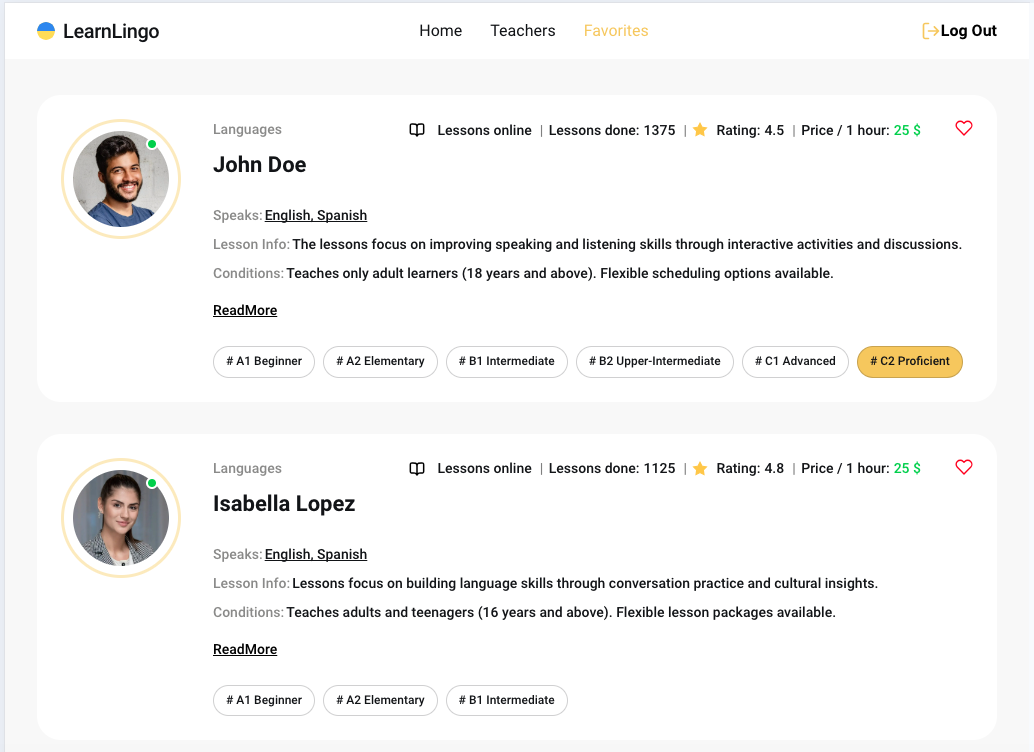 LearnLingo Home Teachers Favorites Log Out
Languages Lessons online | Lessons done: 1375 | Rating: 4.5 | Price / 1 hour: 25 $
John Doe
Speaks: English, Spanish
Lesson Info: The lessons focus on improving speaking and listening skills through interactive activities and discussions.
Conditions: Teaches only adult learners (18 years and above). Flexible scheduling options available.
ReadMore
# A1 Beginner # A2 Elementary # B1 Intermediate # B2 Upper-Intermediate # C1 Advanced # C2 Proficient
Languages Lessons online | Lessons done: 1125 | Rating: 4.8 | Price / 1 hour: 25 $
Isabella Lopez
Speaks: English, Spanish
Lesson Info: Lessons focus on building language skills through conversation practice and cultural insights.
Conditions: Teaches adults and teenagers (16 years and above). Flexible lesson packages available.
ReadMore
# A1 Beginner # A2 Elementary # B1 Intermediate